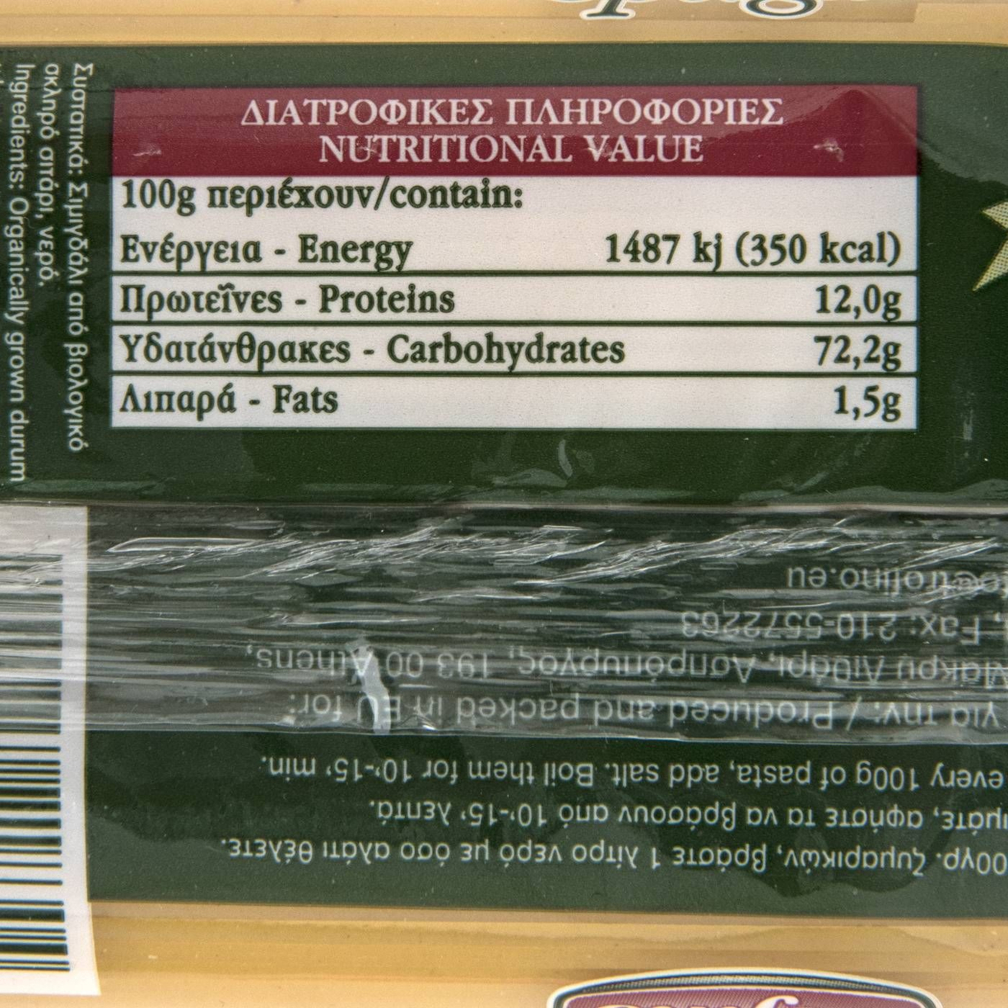 ΔΙΑΤΡΟΦΙΚΕΣ ΠΛΗΡΟΦΟΡΙΕΣ
NUTRITIONAL VALUE
100g περιέχουν/contain:
Ενέργεια - Energy 1487 kj (350 kcal)
Πρωτεΐνες - Proteins 12,0g
Υδατάνθρακες - Carbohydrates 72,2g
Λιπαρά - Fats 1,5g
Συστατικά: Σιμιγδάλι από βιολογικό
σκληρό σιτάρι, νερό.
Ingredients: Organically grown durum
ζυμαρικών, βράστε 1 λίτρο νερό με όσο αλάτι θέλετε.
αφήστε τα να βράσουν από 10'-15' λεπτά.
every 100g of pasta, add salt. Boil them for 10'-15' min.
για την: / Produced and packed in EU for:
Μακρυ Λιθάρι, Ασπρόπυργος, 193 00 Athens,
Fax: 210-5572263
@trolino.eu